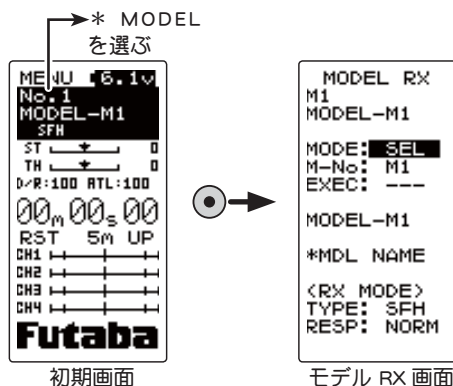 * MODEL
を選ぶ
MENU 6.1v
No.1
MODEL-M1
SFH
ST 0
TH 0
D/R:100 ATL:100
00m00s00
RST 5m UP
CH1
CH2
CH3
CH4
Futaba
初期画面
MODEL RX
M1
MODEL-M1
MODE: SEL
M-No: M1
EXEC: ---
MODEL-M1
*MDL NAME
<RX MODE>
TYPE: SFH
RESP: NORM
モデル RX 画面